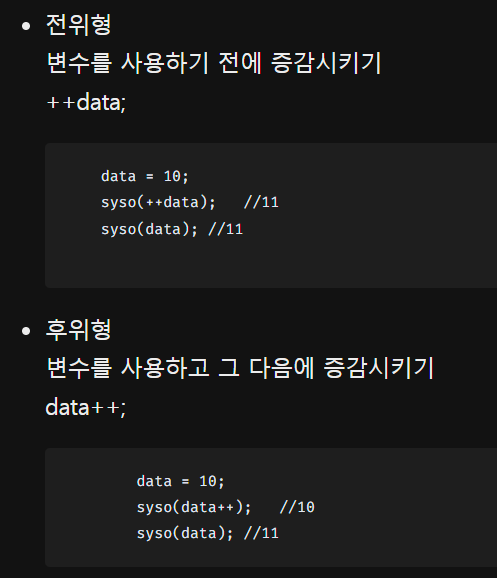 전위형
변수를 사용하기 전에 증감시키기
++data;
data = 10;
syso(++data);   //11
syso(data); //11
후위형
변수를 사용하고 그 다음에 증감시키기
data++;
data = 10;
syso(data++);   //10
syso(data); //11